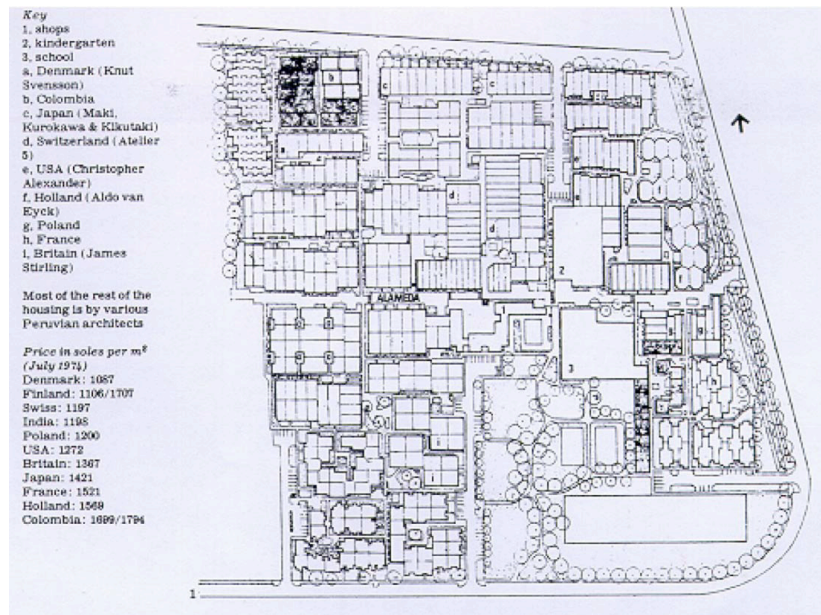 Key
1, shops
2, kindergarten
3, school
a, Denmark (Knut
Svensson)
b, Colombia
c, Japan (Maki,
Kurokawa & Kikutaki)
d, Switzerland (Atelier
5)
e, USA (Christopher
Alexander)
f, Holland (Aldo van
Eyck)
g, Poland
h, France
i, Britain (James
Stirling)
Most of the rest of the
housing is by various
Peruvian architects
Price in soles per m²
(July 1974)
Denmark: 1087
Finland: 1106/1707
Swiss: 1197
India: 1198
Poland: 1200
USA: 1272
Britain: 1367
Japan: 1421
France: 1521
Holland: 1569
Colombia: 1699/1794
b
c
c
d
d
e
2
ALAMEDA
3
1